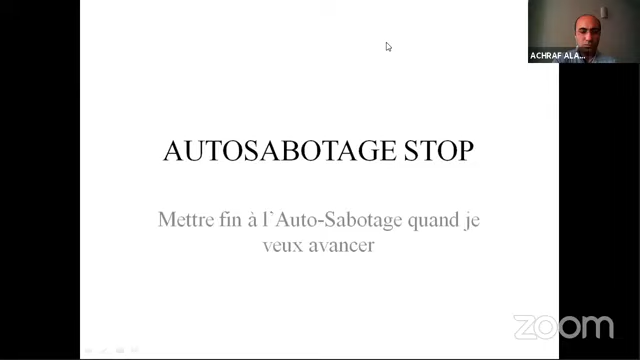 ACHRAF ALA...
AUTOSABOTAGE STOP
Mettre fin à l'Auto-Sabotage quand je
veux avancer
zoom